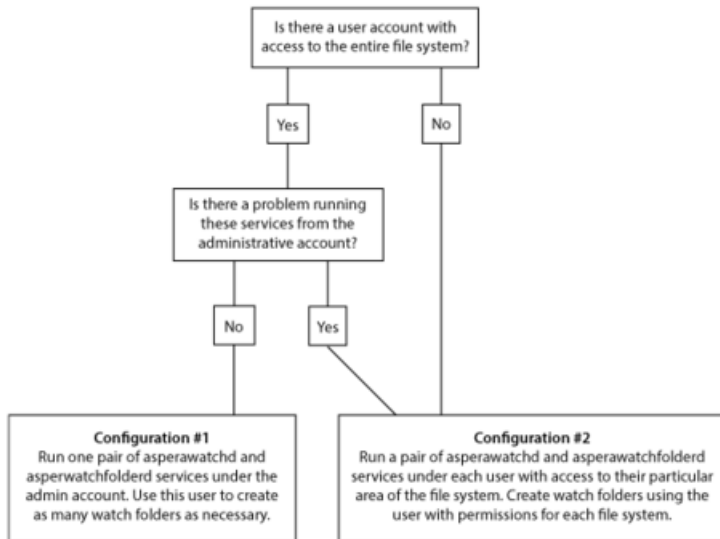 Is there a user account with
access to the entire file system?
Yes
No
Is there a problem running
these services from the
administrative account?
No
Yes
Configuration #1
Run one pair of asperawatchd and
asperwatchfolderd services under the
admin account. Use this user to create
as many watch folders as necessary.
Configuration #2
Run a pair of asperawatchd and asperawatchfolderd
services under each user with access to their particular
area of the file system. Create watch folders using the
user with permissions for each file system.